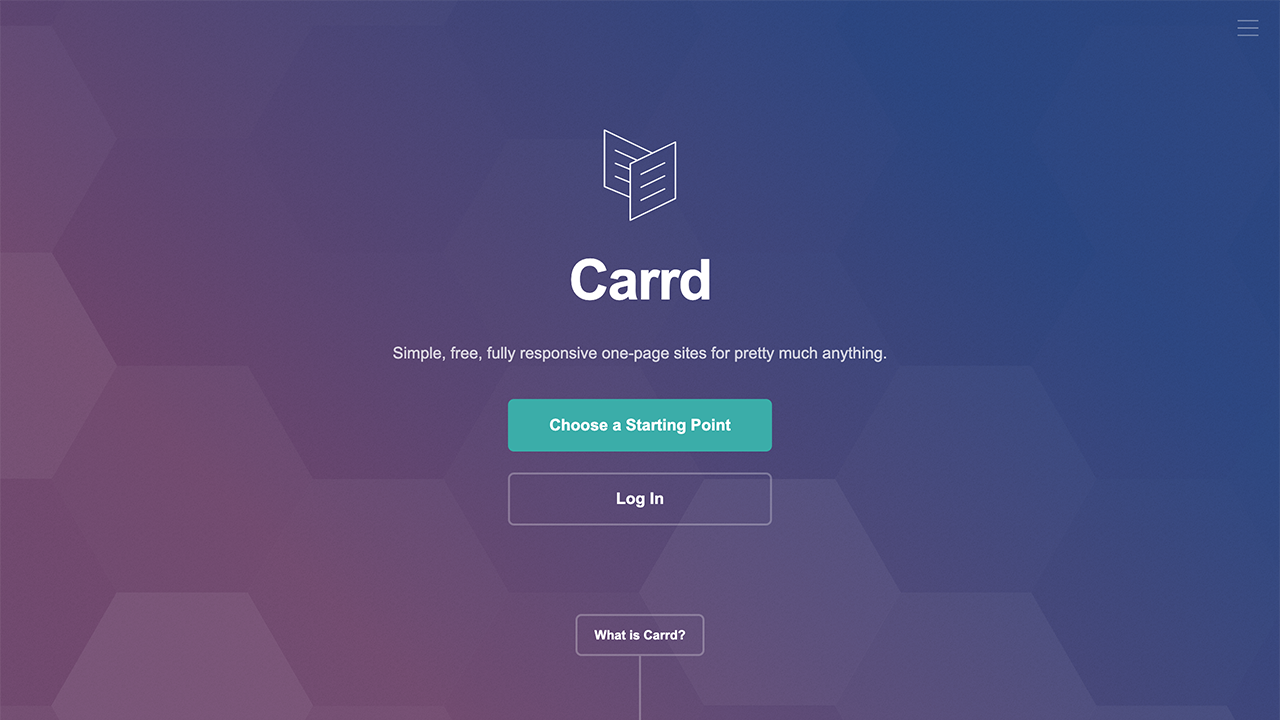 Carrd
Simple, free, fully responsive one-page sites for pretty much anything.
Choose a Starting Point
Log In
What is Carrd?